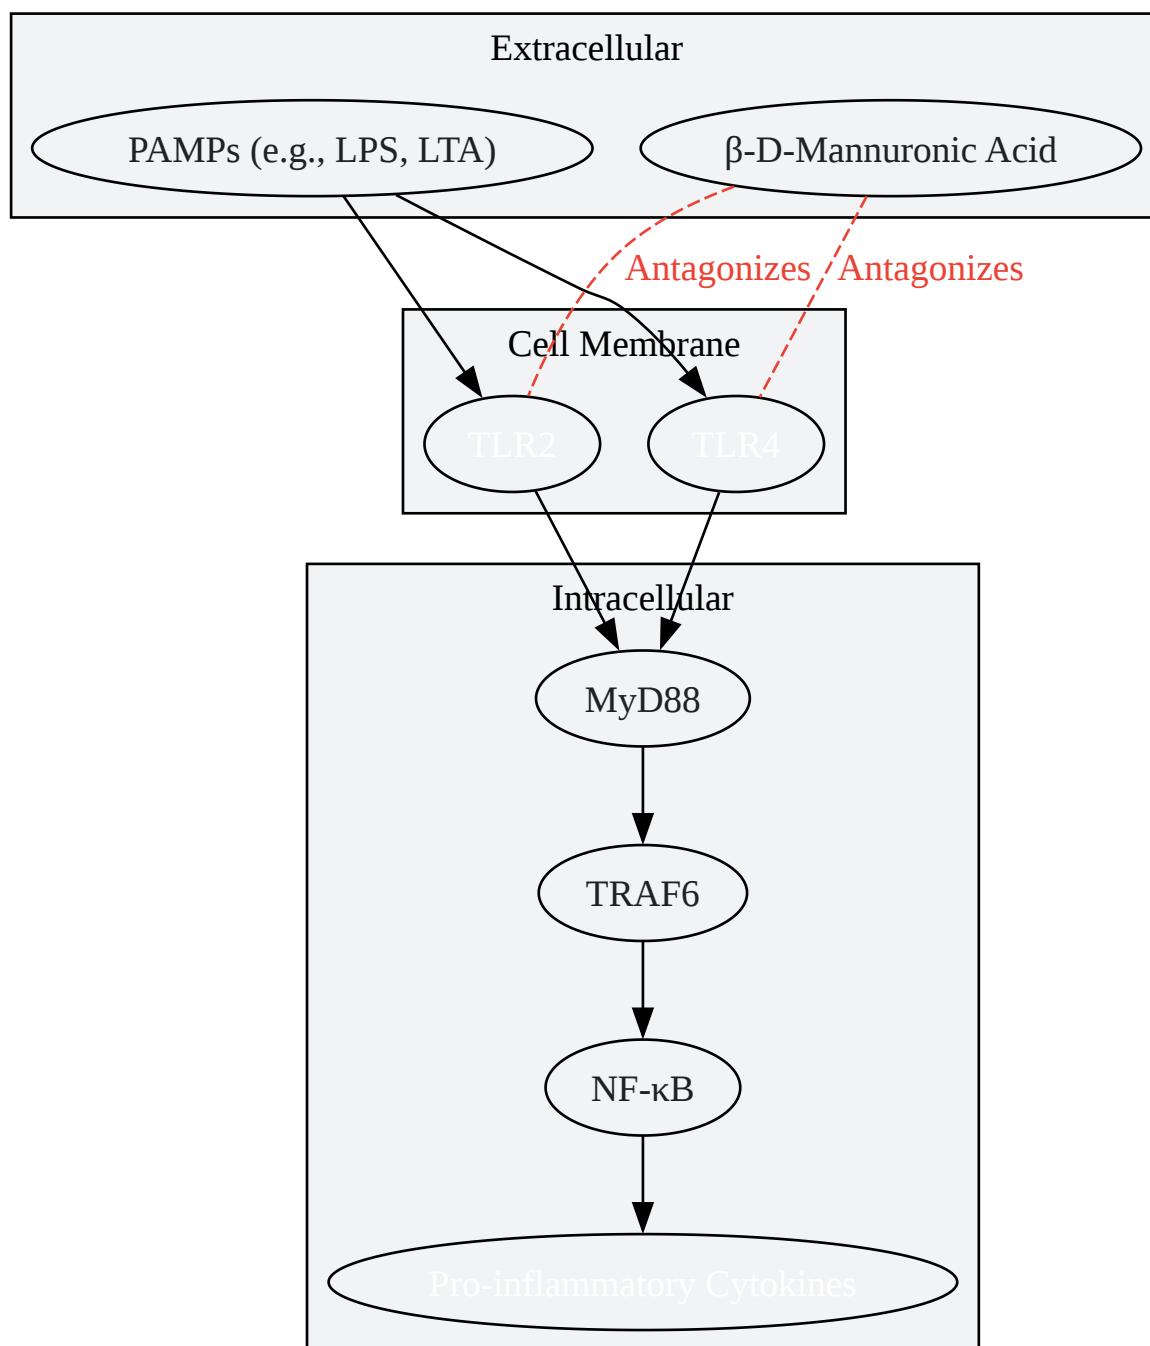 Extracellular
PAMPs (e.g., LPS, LTA)
β-D-Mannuronic Acid
Antagonizes
Antagonizes
Cell Membrane
TLR2
TLR4
Intracellular
MyD88
TRAF6
NF-κB
Pro-inflammatory Cytokines